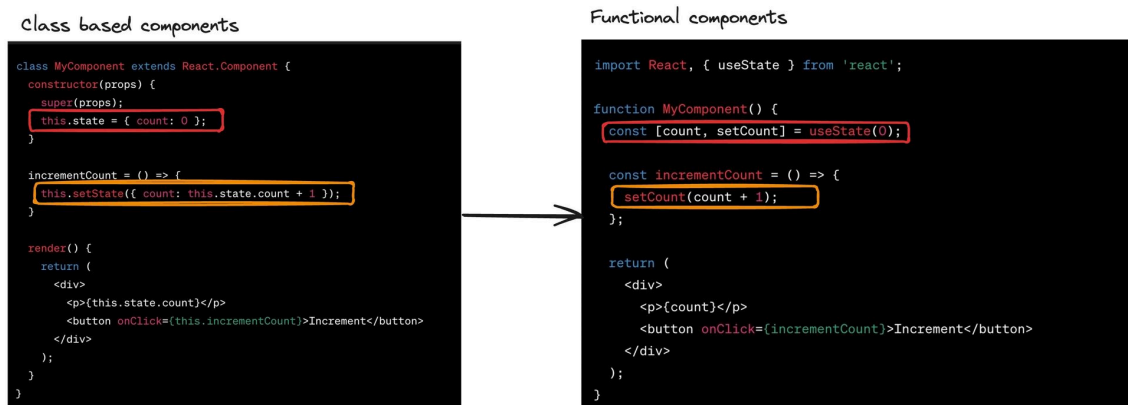 Class based components
class MyComponent extends React.Component {
constructor(props) {
super(props);
this.state = { count: 0 };
}
incrementCount = () => {
this.setState({ count: this.state.count + 1 });
}
render() {
return (
<div>
<p>{this.state.count}</p>
<button onClick={this.incrementCount}>Increment</button>
</div>
);
}
}
Functional components
import React, { useState } from 'react';
function MyComponent() {
const [count, setCount] = useState(0);
const incrementCount = () => {
setCount(count + 1);
};
return (
<div>
<p>{count}</p>
<button onClick={incrementCount}>Increment</button>
</div>
);
}